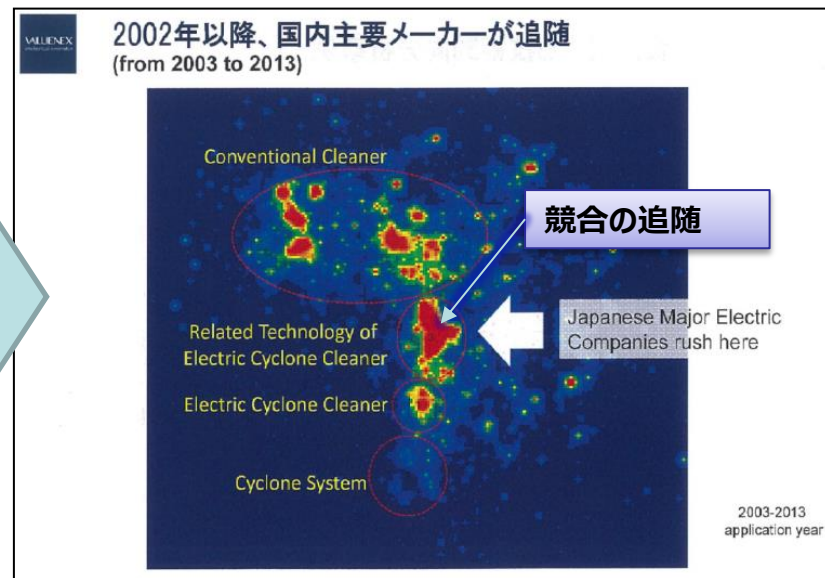 VALUENEX
2002年以降、国内主要メーカーが追随
(from 2003 to 2013)
Conventional Cleaner
競合の追随
Japanese Major Electric
Companies rush here
Related Technology of
Electric Cyclone Cleaner
Electric Cyclone Cleaner
Cyclone System
2003-2013
application year